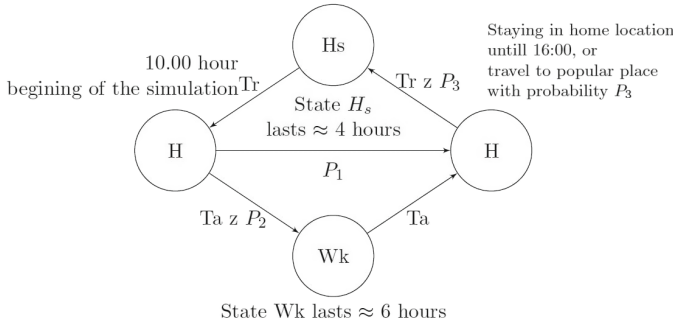 Hs
Staying in home location
untill 16:00, or
travel to popular place
with probability P3
10.00 hour
begining of the simulation
Tr
Tr z P3
State Hs
lasts ≈ 4 hours
H
H
P1
Ta z P2
Ta
Wk
State Wk lasts ≈ 6 hours